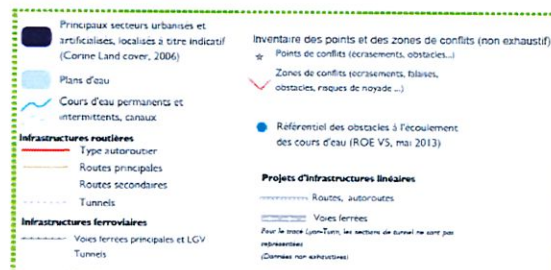 Principaux secteurs urbanisés et
artificialisés, localisés à titre indicatif
(Corine Land cover, 2006)
Plans d'eau
Cours d'eau permanents et
intermittents, canaux
Infrastructures routières
Type autoroutier
Routes principales
Routes secondaires
Tunnels
Infrastructures ferroviaires
Voies ferrées principales et LGV
Tunnels
Inventaire des points et des zones de conflits (non exhaustif)
Points de conflits (écrasements, obstacles...)
Zones de conflits (écrasements, falaises,
obstacles, risques de noyade ...)
Référentiel des obstacles à l'écoulement
des cours d'eau (ROE V5, mai 2013)
Projets d'infrastructures linéaires
Routes, autoroutes
Voies ferrées
Pour le tracé Lyon-Turin, les sections de tunnel ne sont pas
représentées
(Données non exhaustives)